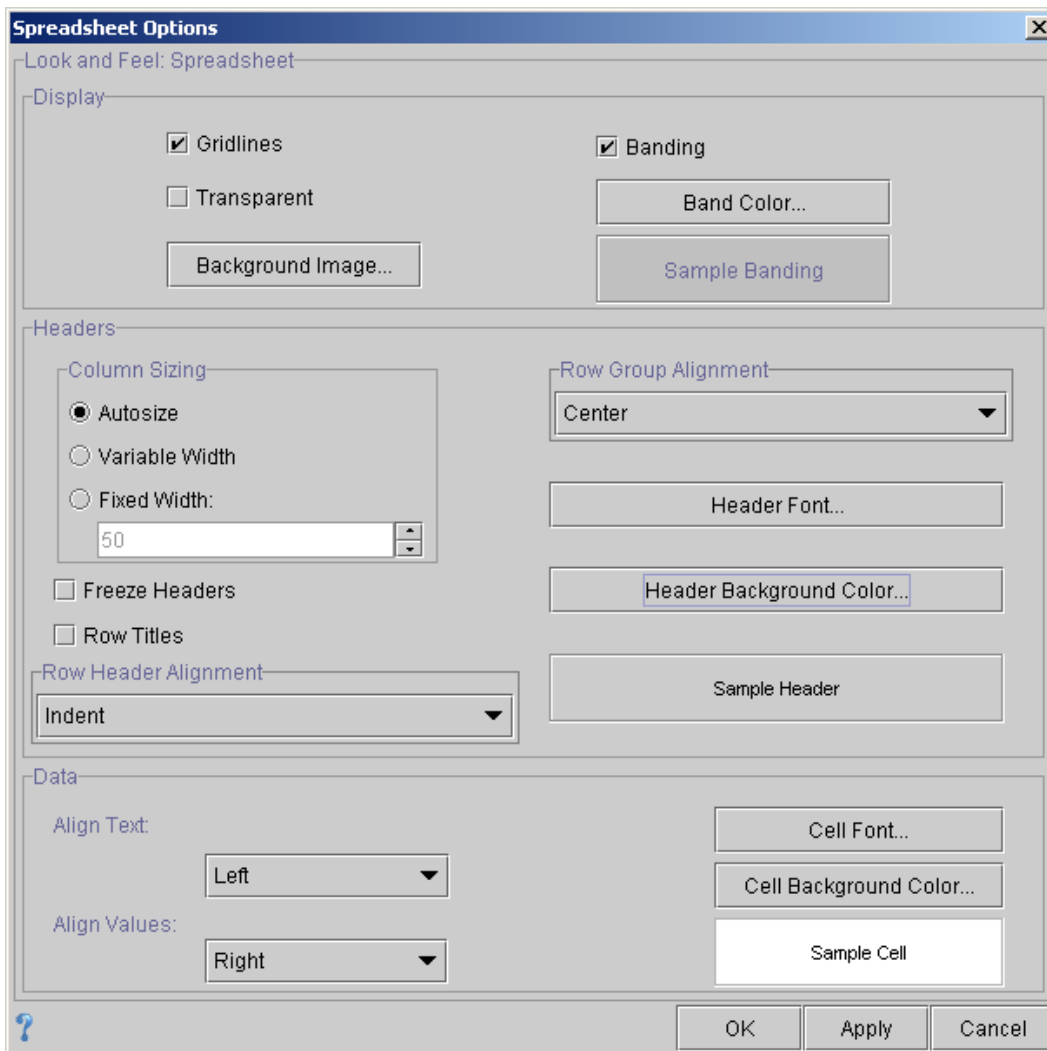 Spreadsheet Options
Look and Feel: Spreadsheet
Display
Gridlines
Banding
Transparent
Band Color...
Background Image...
Sample Banding
Headers
Column Sizing
Row Group Alignment
Autosize
Center
Variable Width
Fixed Width:
Header Font...
50
Freeze Headers
Header Background Color...
Row Titles
Row Header Alignment
Sample Header
Indent
Data
Align Text:
Cell Font...
Left
Cell Background Color...
Align Values:
Sample Cell
Right
OK
Apply
Cancel